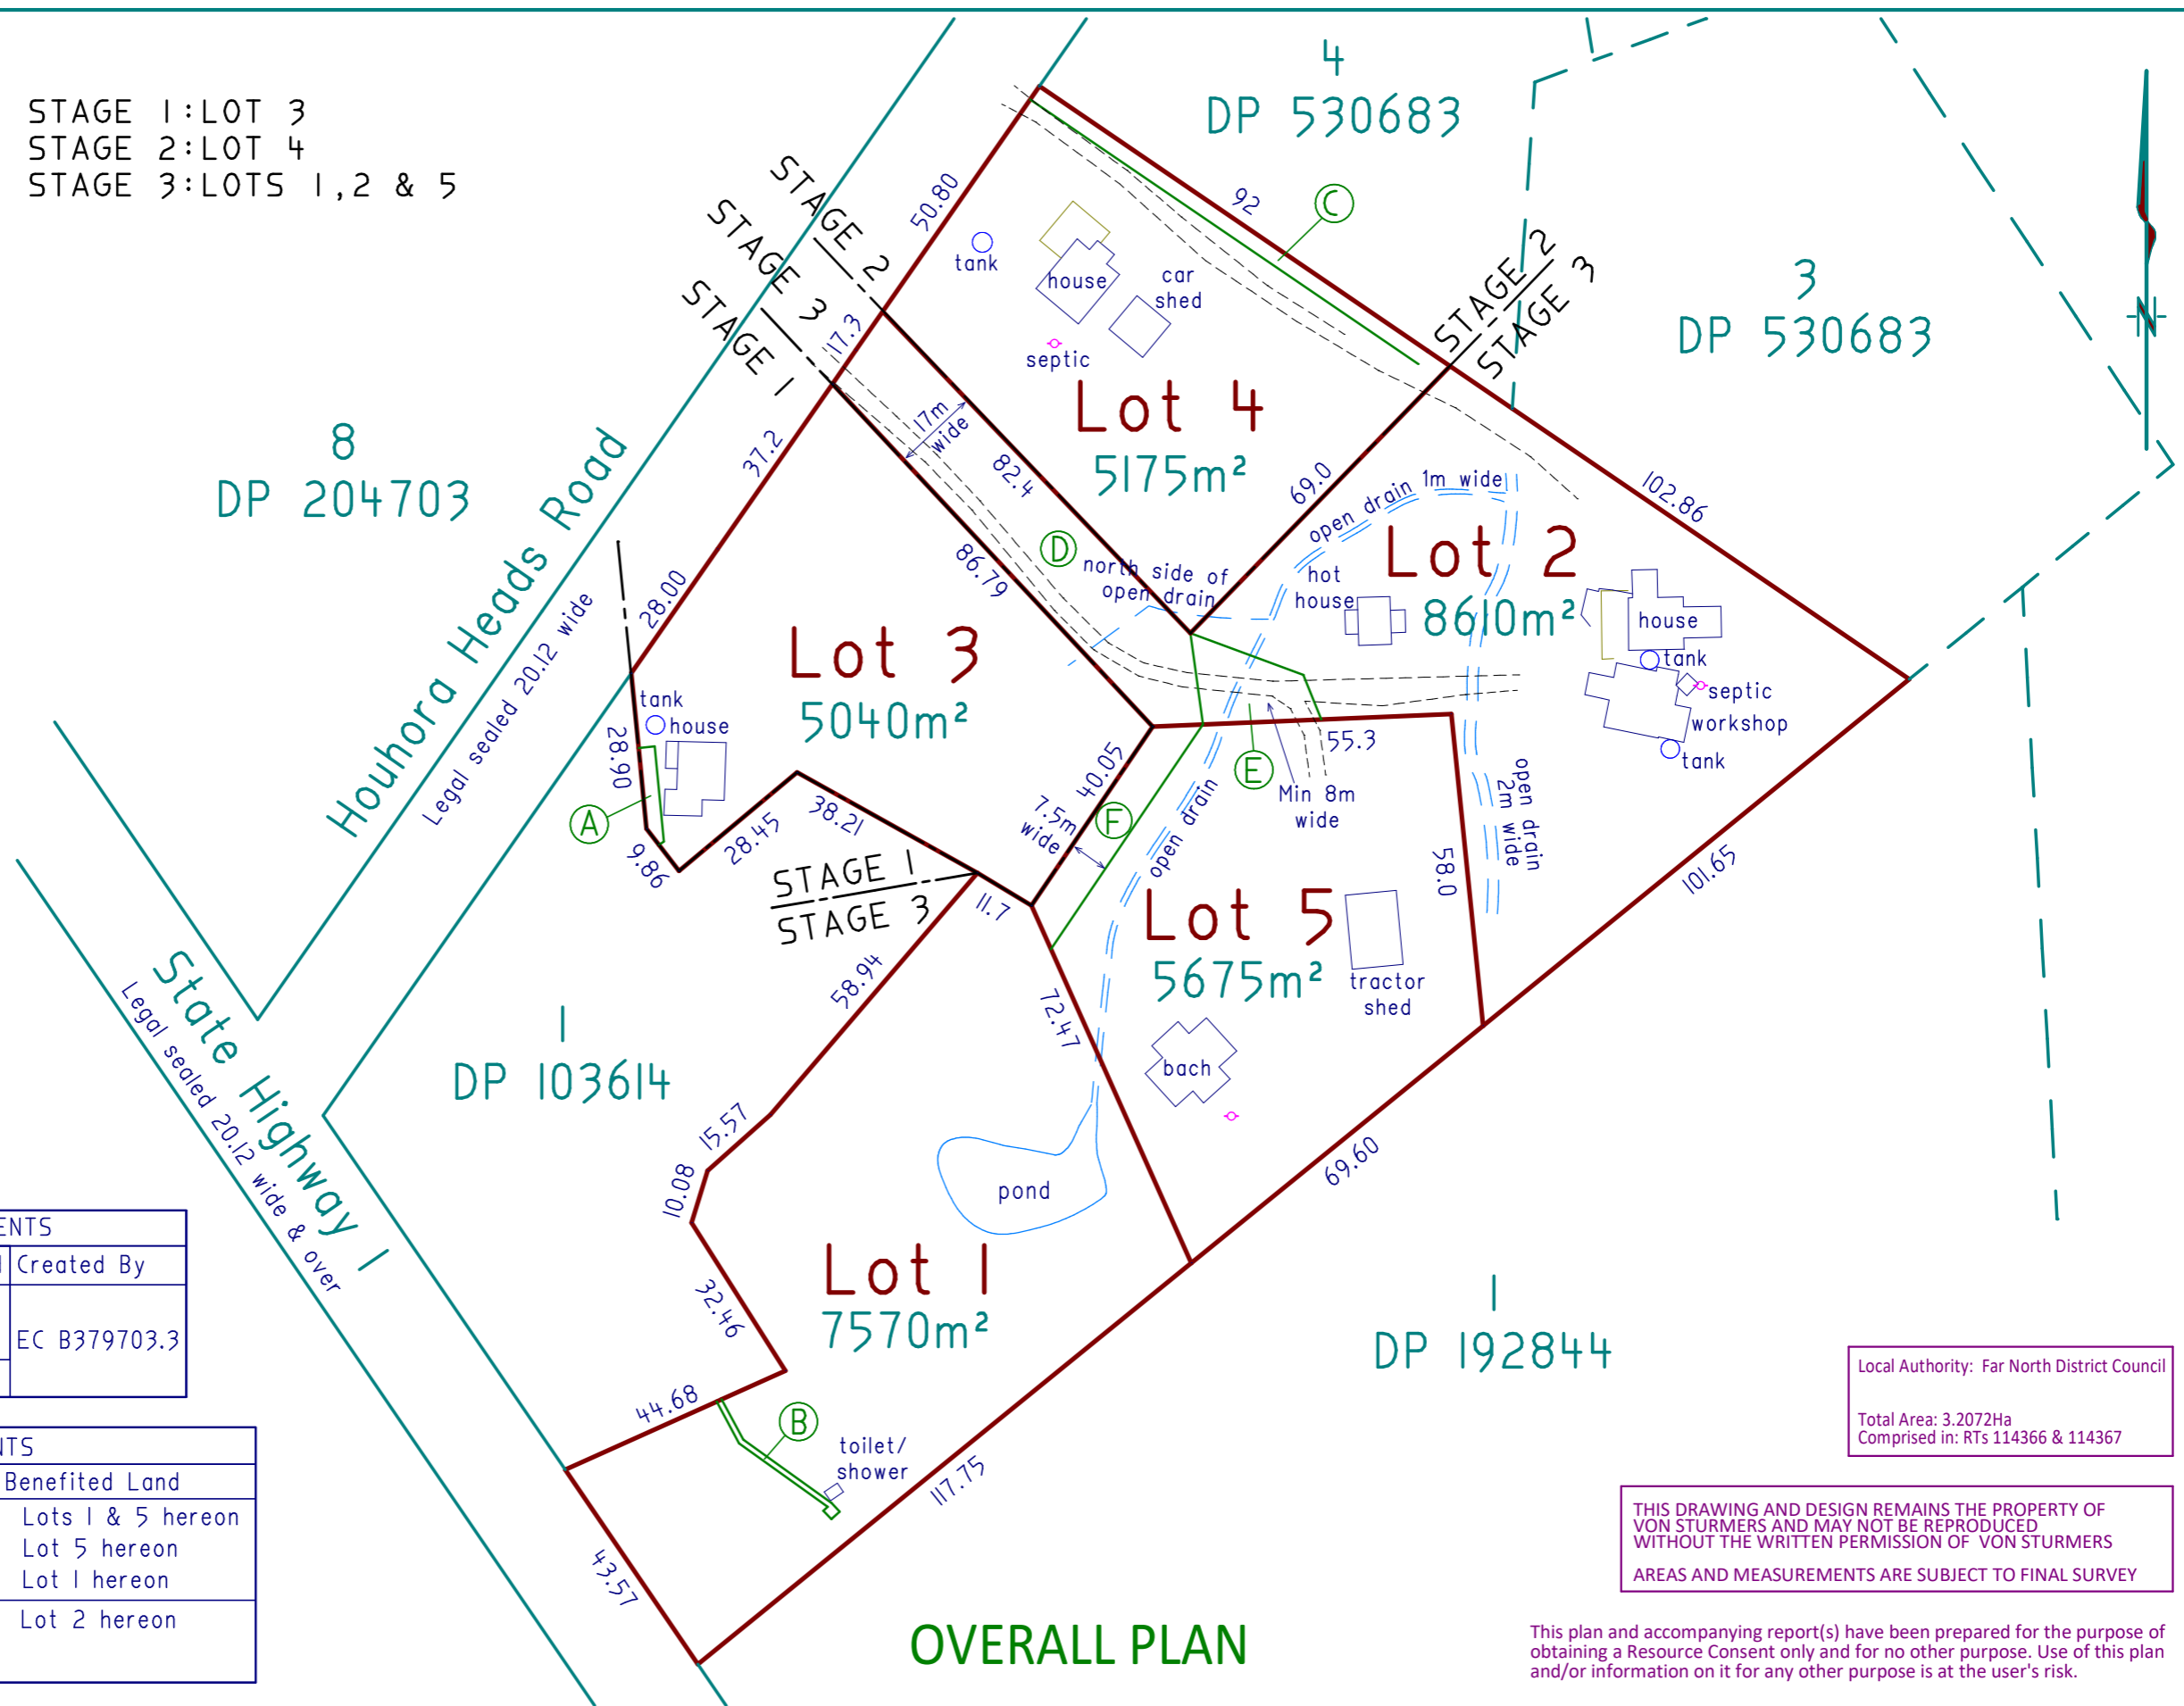 STAGE 1:LOT 3
STAGE 2:LOT 4
STAGE 3:LOTS 1,2 & 5
4
DP 530683
3
DP 530683
8
DP 204703
Houhora Heads Road
Legal sealed 20.12 wide
State Highway 1
Legal sealed 20.12 wide & over
STAGE 2
STAGE 3
STAGE 1
STAGE 2
STAGE 3
50.80
17.3
37.2
28.00
92
C
tank
house
car
shed
septic
Lot 4
5175m²
17m
wide
82.4
69.0
86.79
D
north side of
open drain
open drain 1m wide
102.86
Lot 2
8610m²
hot
house
house
tank
septic
workshop
tank
Lot 3
5040m²
tank
house
28.90
A
9.86
28.45
38.21
40.05
55.3
E
Min 8m
wide
F
7.5m
wide
open drain
open drain
2m wide
58.0
101.65
STAGE 1
STAGE 3
11.7
Lot 5
5675m²
tractor
shed
bach
72.47
69.60
58.94
1
DP 103614
15.57
10.08
32.46
44.68
pond
Lot 1
7570m²
B
toilet/
shower
117.75
43.57
1
DP 192844
N
ENTS
Created By
EC B379703.3
NTS
Benefited Land
Lots 1 & 5 hereon
Lot 5 hereon
Lot 1 hereon
Lot 2 hereon
OVERALL PLAN
Local Authority: Far North District Council
Total Area: 3.2072Ha
Comprised in: RTs 114366 & 114367
THIS DRAWING AND DESIGN REMAINS THE PROPERTY OF
VON STURMERS AND MAY NOT BE REPRODUCED
WITHOUT THE WRITTEN PERMISSION OF VON STURMERS
AREAS AND MEASUREMENTS ARE SUBJECT TO FINAL SURVEY
This plan and accompanying report(s) have been prepared for the purpose of
obtaining a Resource Consent only and for no other purpose. Use of this plan
and/or information on it for any other purpose is at the user's risk.